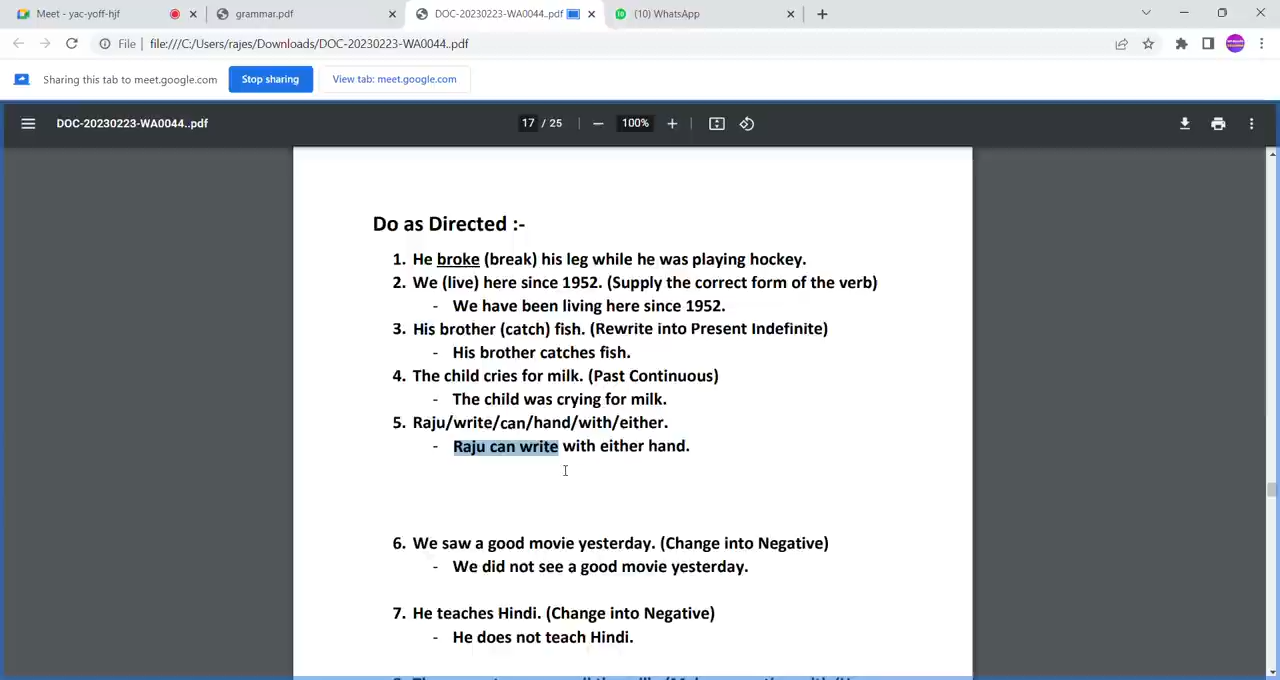 Meet - yac-yoff-hjf
grammar.pdf
DOC-20230223-WA0044..pdf
(10) WhatsApp
File
file:///C:/Users/rajes/Downloads/DOC-20230223-WA0044..pdf
Sharing this tab to meet.google.com
Stop sharing
View tab: meet.google.com
DOC-20230223-WA0044..pdf
17 / 25
100%
Do as Directed :-
1. He broke (break) his leg while he was playing hockey.
2. We (live) here since 1952. (Supply the correct form of the verb)
- We have been living here since 1952.
3. His brother (catch) fish. (Rewrite into Present Indefinite)
- His brother catches fish.
4. The child cries for milk. (Past Continuous)
- The child was crying for milk.
5. Raju/write/can/hand/with/either.
- Raju can write with either hand.
6. We saw a good movie yesterday. (Change into Negative)
- We did not see a good movie yesterday.
7. He teaches Hindi. (Change into Negative)
- He does not teach Hindi.